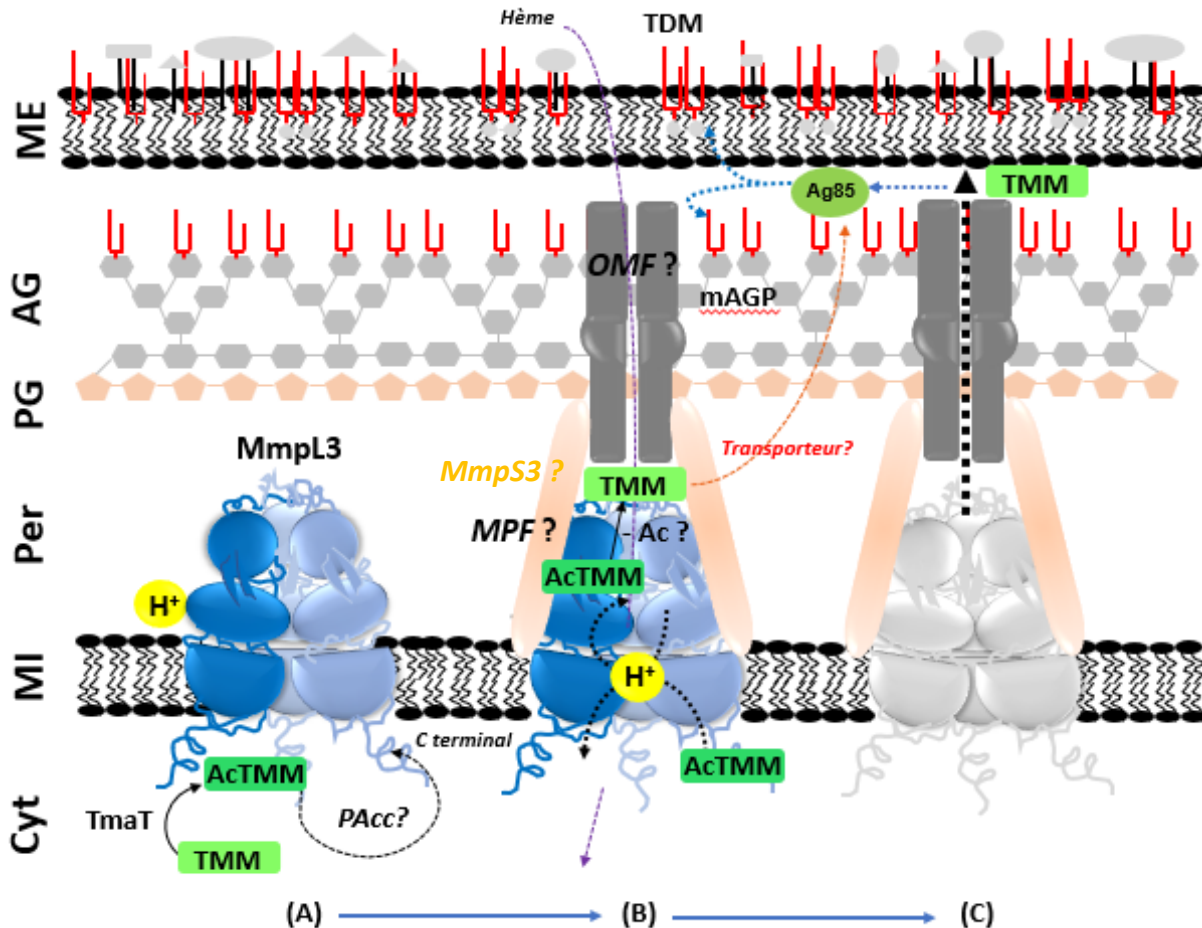 Hème
TDM
ME
TMM
Ag85
OMF ?
mAGP
AG
PG
MmpL3
MmpS3 ?
Transporteur?
TMM
Per
MPF ?
- Ac ?
AcTMM
H+
MI
H+
C terminal
AcTMM
AcTMM
PAcc?
TmaT
Cyt
TMM
(A)
(B)
(C)